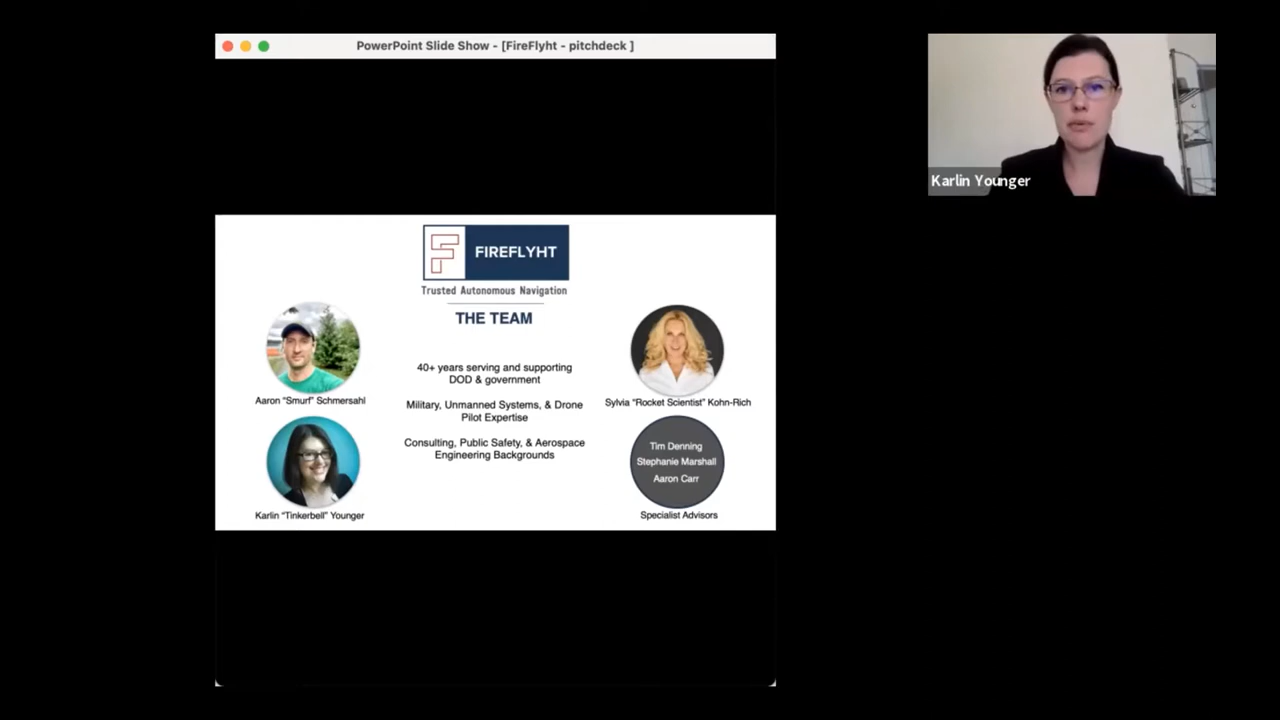 PowerPoint Slide Show - [FireFlyht - pitchdeck ]
Karlin Younger
F FIREFLYHT
Trusted Autonomous Navigation
THE TEAM
40+ years serving and supporting
DOD & government
Military, Unmanned Systems, & Drone
Pilot Expertise
Consulting, Public Safety, & Aerospace
Engineering Backgrounds
Aaron “Smurf” Schmersahl
Karlin “Tinkerbell” Younger
Sylvia “Rocket Scientist” Kohn-Rich
Tim Denning
Stephanie Marshall
Aaron Carr
Specialist Advisors